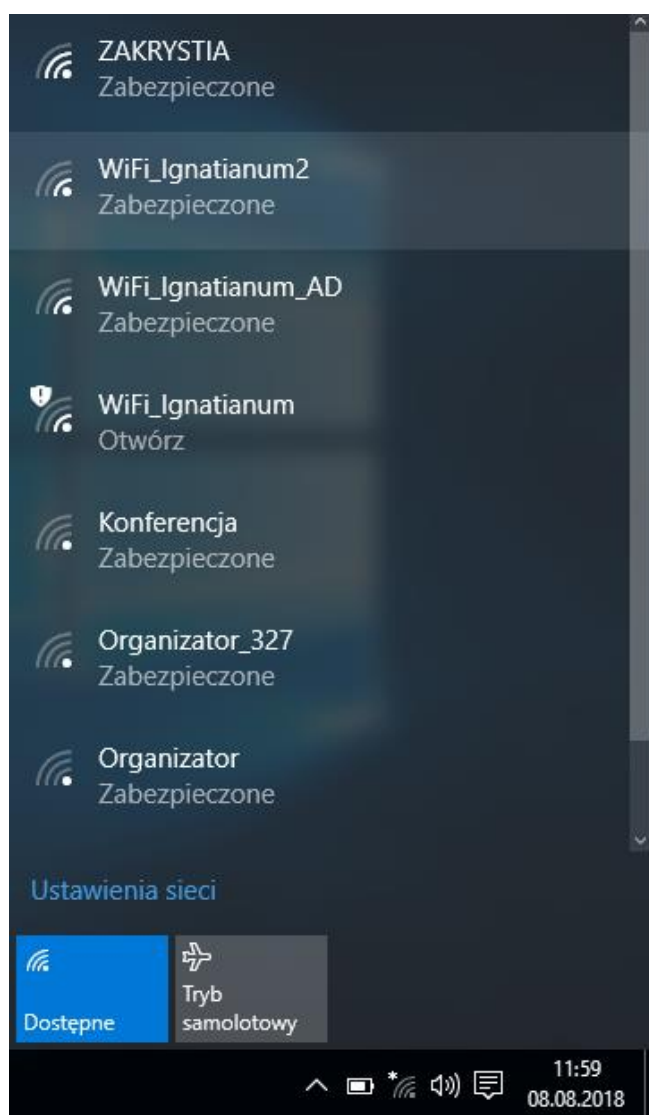 ZAKRYSTIA
Zabezpieczone
WiFi_Ignatianum2
Zabezpieczone
WiFi_Ignatianum_AD
Zabezpieczone
WiFi_Ignatianum
Otwórz
Konferencja
Zabezpieczone
Organizator_327
Zabezpieczone
Organizator
Zabezpieczone
Ustawienia sieci
Dostępne
Tryb
samolotowy
11:59
08.08.2018